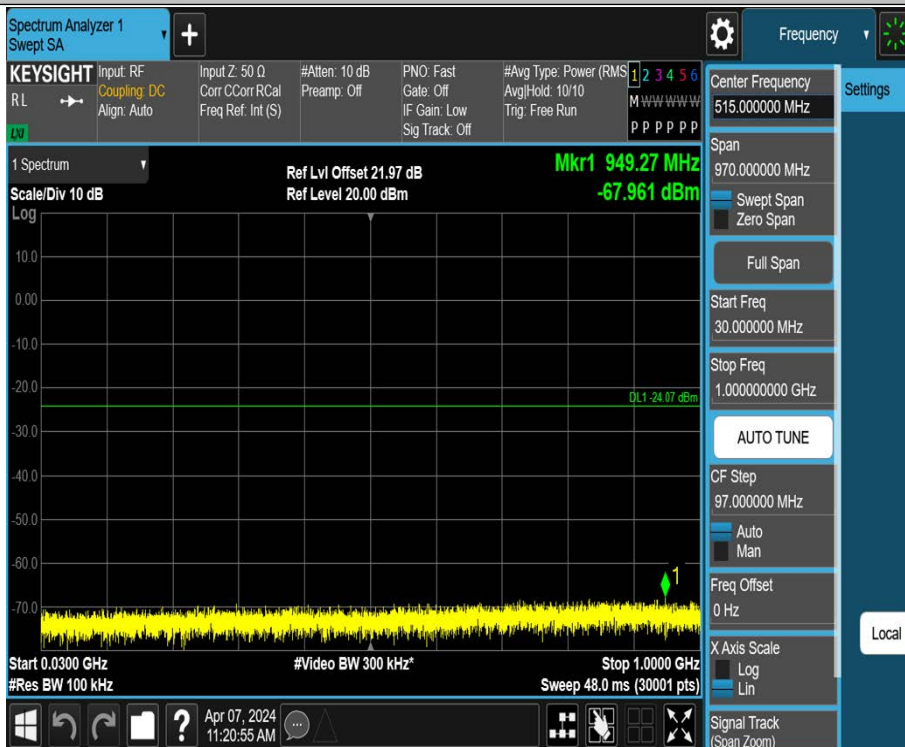 Spectrum Analyzer 1
Swept SA
+
Frequency
KEYSIGHT
RL
LXI
Input: RF
Coupling: DC
Align: Auto
Input Z: 50 Ω
Corr CCorr RCal
Freq Ref: Int (S)
#Atten: 10 dB
Preamp: Off
PNO: Fast
Gate: Off
IF Gain: Low
Sig Track: Off
#Avg Type: Power (RMS
Avg|Hold: 10/10
Trig: Free Run
1 2 3 4 5 6
M W W W W W
P P P P P P
1 Spectrum
Scale/Div 10 dB
Log
Ref Lvl Offset 21.97 dB
Ref Level 20.00 dBm
Mkr1 949.27 MHz
-67.961 dBm
10.0
0.00
-10.0
-20.0
DL1 -24.07 dBm
-30.0
-40.0
-50.0
-60.0
1
-70.0
Start 0.0300 GHz
#Res BW 100 kHz
#Video BW 300 kHz*
Stop 1.0000 GHz
Sweep 48.0 ms (30001 pts)
?
Apr 07, 2024
11:20:55 AM
Center Frequency
515.000000 MHz
Span
970.000000 MHz
Swept Span
Zero Span
Full Span
Start Freq
30.000000 MHz
Stop Freq
1.000000000 GHz
AUTO TUNE
CF Step
97.000000 MHz
Auto
Man
Freq Offset
0 Hz
X Axis Scale
Log
Lin
Signal Track
(Span Zoom)
Settings
Local